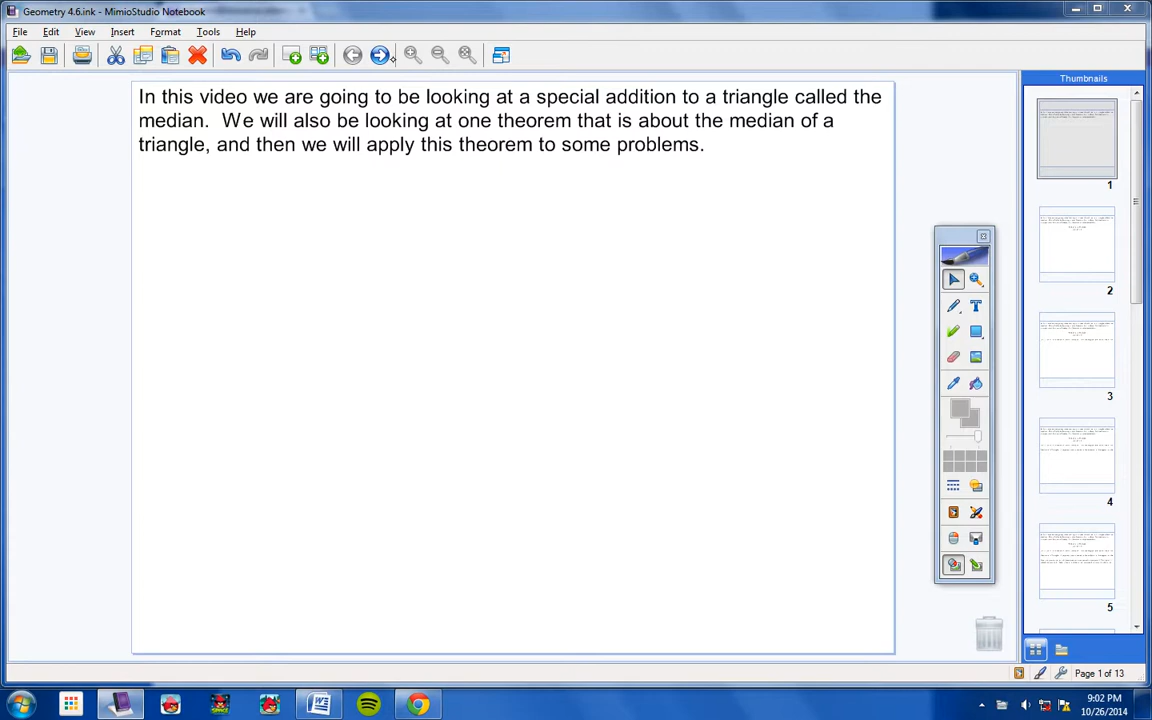 Geometry 4.6.ink - MimioStudio Notebook
File Edit View Insert Format Tools Help
In this video we are going to be looking at a special addition to a triangle called the
median. We will also be looking at one theorem that is about the median of a
triangle, and then we will apply this theorem to some problems.
Thumbnails
1
2
3
4
5
Page 1 of 13
9:02 PM
10/26/2014